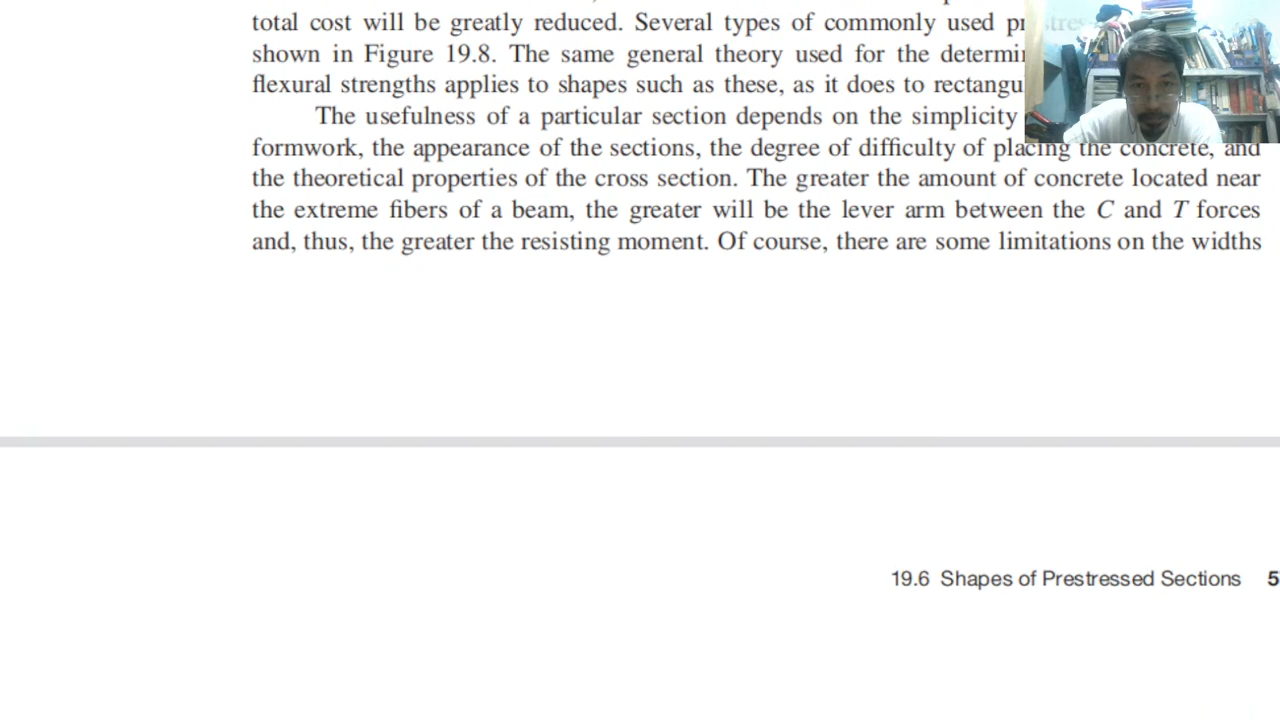 total cost will be greatly reduced. Several types of commonly used
shown in Figure 19.8. The same general theory used for the
flexural strengths applies to shapes such as these, as it does to
The usefulness of a particular section depends on the simplicity
formwork, the appearance of the sections, the degree of difficulty of placing the concrete, and
the theoretical properties of the cross section. The greater the amount of concrete located near
the extreme fibers of a beam, the greater will be the lever arm between the C and T forces
and, thus, the greater the resisting moment. Of course, there are some limitations on the widths
19.6 Shapes of Prestressed Sections 5